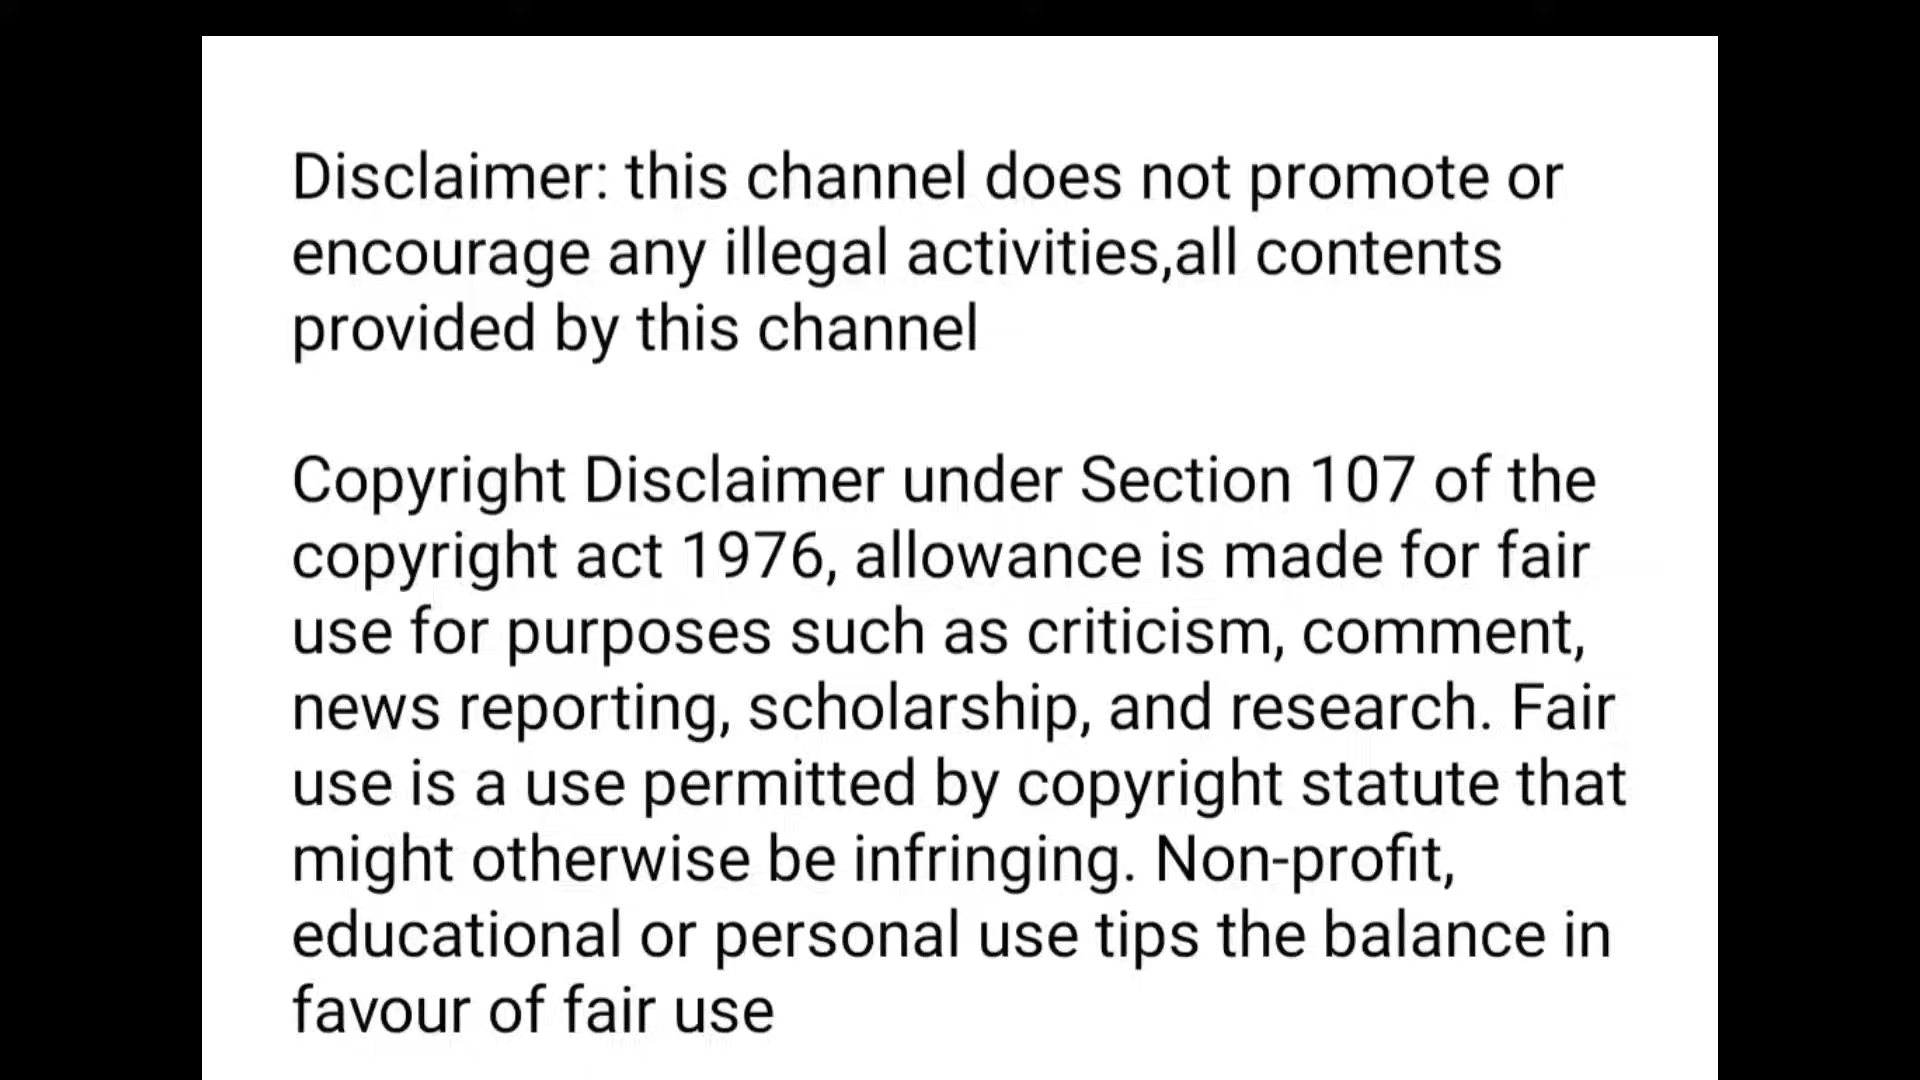 Disclaimer: this channel does not promote or
encourage any illegal activities,all contents
provided by this channel
Copyright Disclaimer under Section 107 of the
copyright act 1976, allowance is made for fair
use for purposes such as criticism, comment,
news reporting, scholarship, and research. Fair
use is a use permitted by copyright statute that
might otherwise be infringing. Non-profit,
educational or personal use tips the balance in
favour of fair use